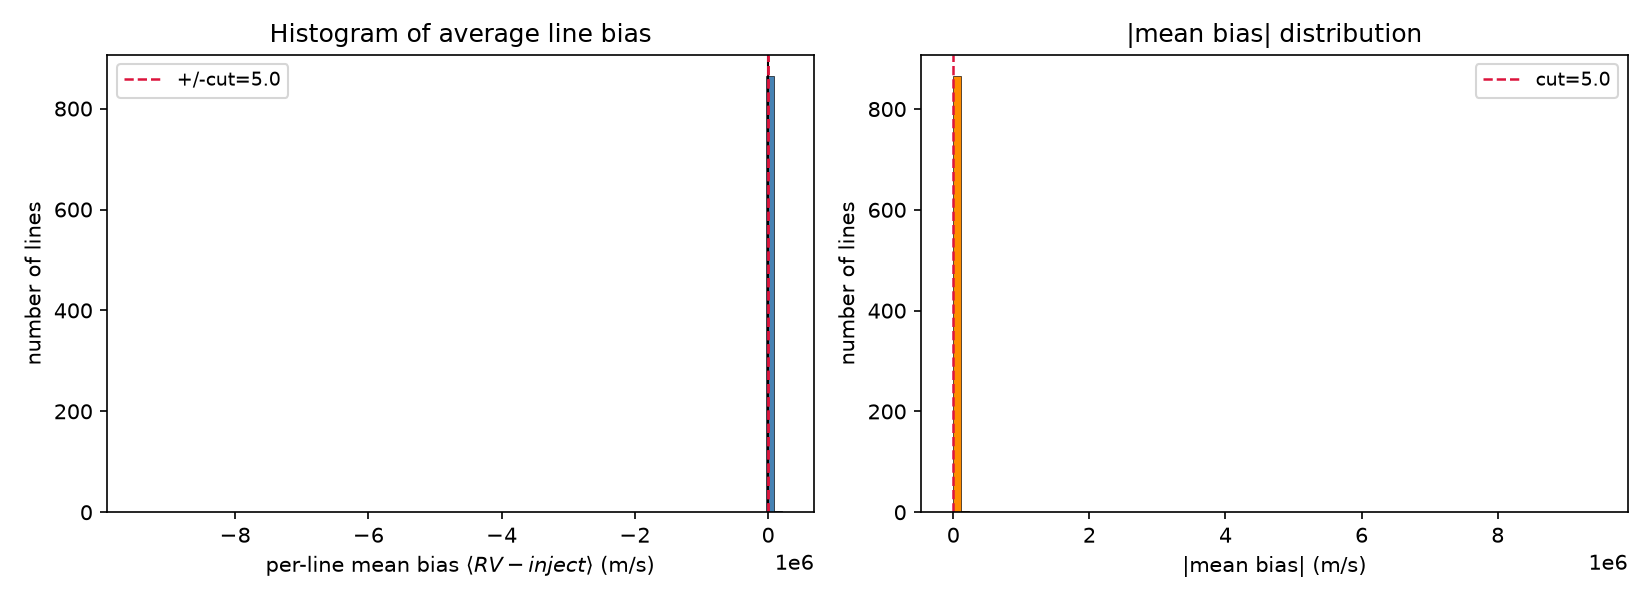 Histogram of average line bias
+/-cut=5.0
number of lines
800
600
400
200
0
−8
−6
−4
−2
0
1e6
per-line mean bias ⟨RV − inject⟩ (m/s)
|mean bias| distribution
cut=5.0
number of lines
800
600
400
200
0
0
2
4
6
8
1e6
|mean bias| (m/s)